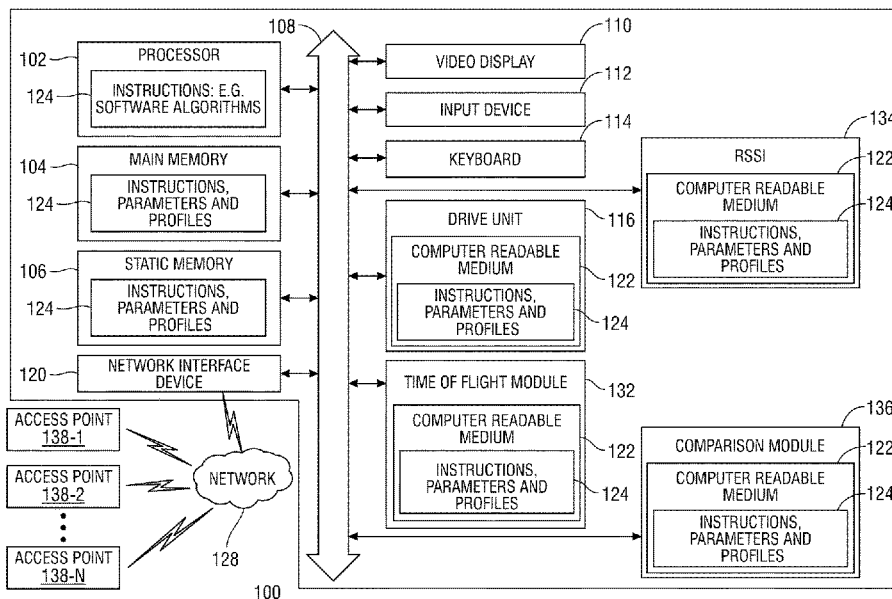 108
102
PROCESSOR
124
INSTRUCTIONS: E.G.
SOFTWARE ALGORITHMS
104
MAIN MEMORY
124
INSTRUCTIONS,
PARAMETERS AND
PROFILES
106
STATIC MEMORY
124
INSTRUCTIONS,
PARAMETERS AND
PROFILES
120
NETWORK INTERFACE
DEVICE
ACCESS POINT
138-1
ACCESS POINT
138-2
ACCESS POINT
138-N
NETWORK
128
100
110
VIDEO DISPLAY
112
INPUT DEVICE
114
KEYBOARD
DRIVE UNIT
116
COMPUTER READABLE
MEDIUM
122
INSTRUCTIONS,
PARAMETERS AND
PROFILES
124
TIME OF FLIGHT MODULE
132
COMPUTER READABLE
MEDIUM
122
INSTRUCTIONS,
PARAMETERS AND
PROFILES
124
134
RSSI
122
COMPUTER READABLE
MEDIUM
124
INSTRUCTIONS,
PARAMETERS AND
PROFILES
136
COMPARISON MODULE
122
COMPUTER READABLE
MEDIUM
124
INSTRUCTIONS,
PARAMETERS AND
PROFILES